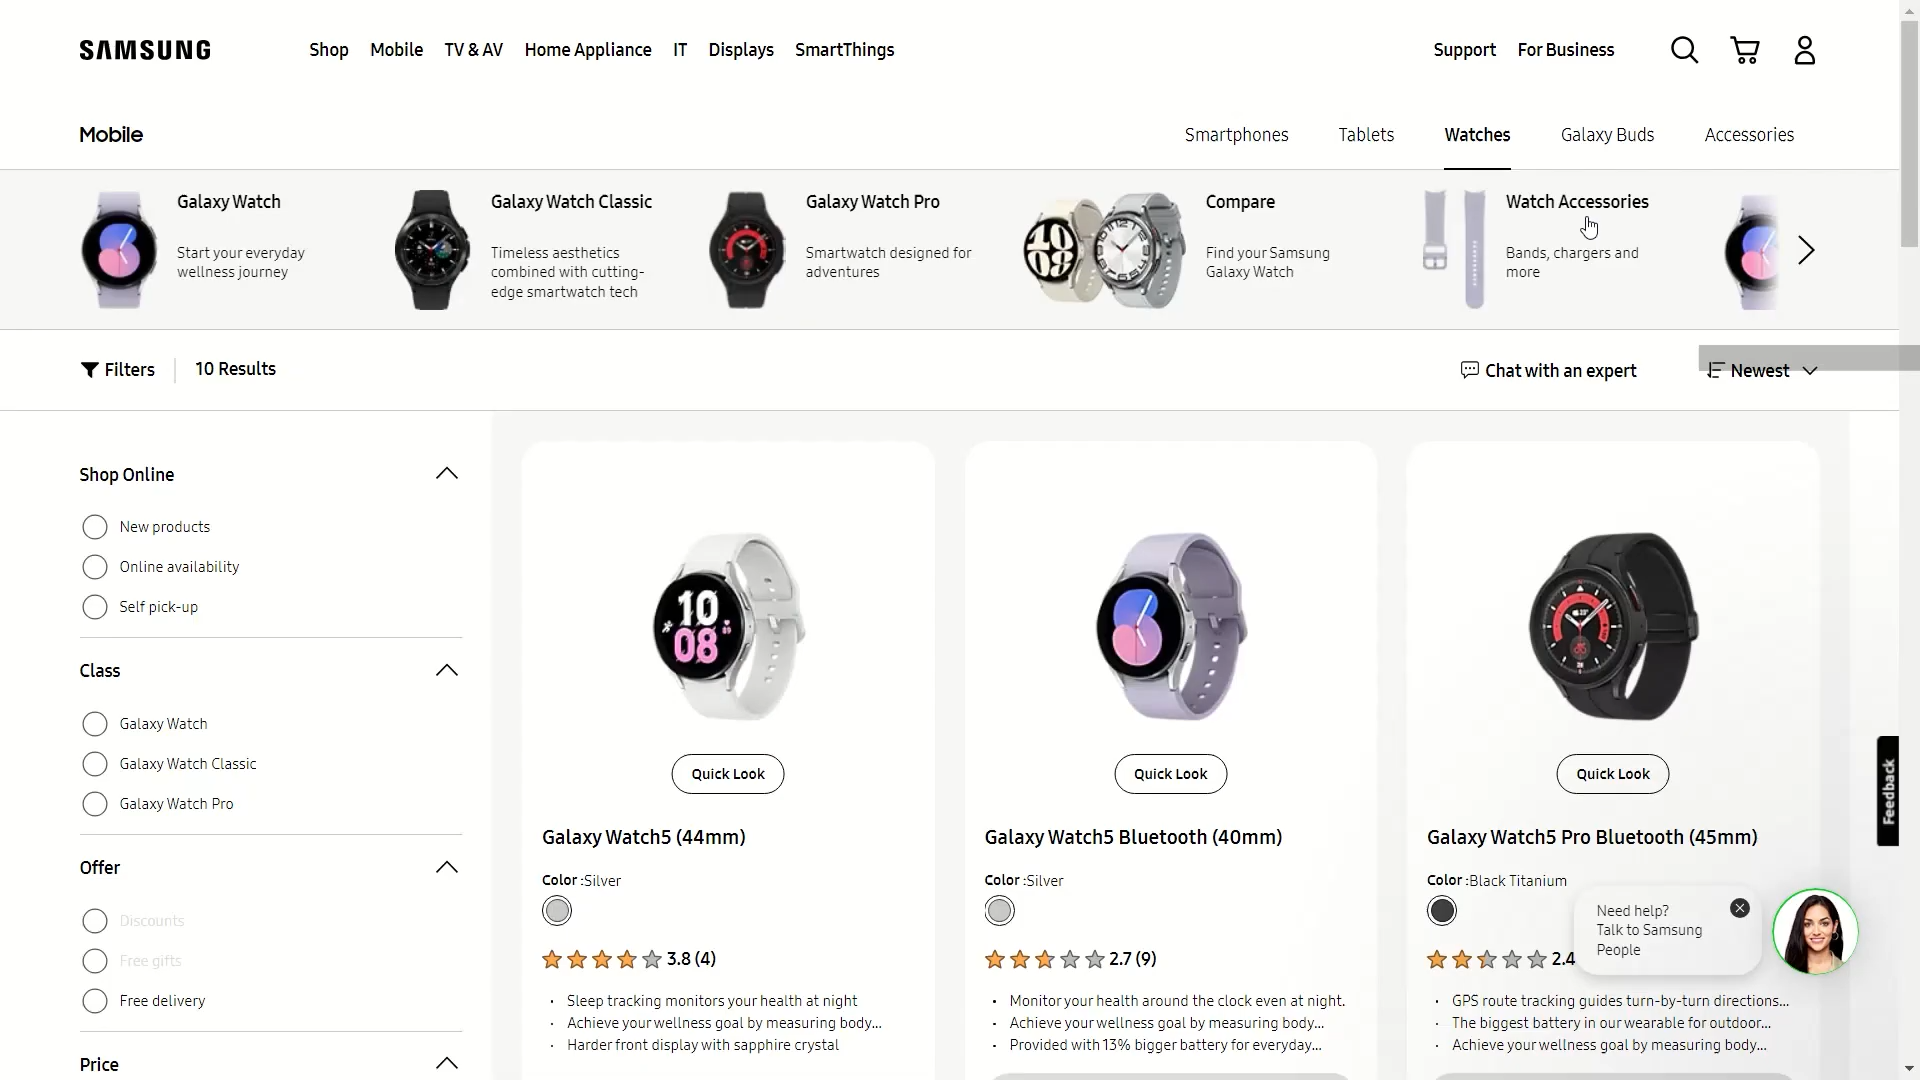 SAMSUNG
Shop Mobile TV & AV Home Appliance IT Displays SmartThings
Support For Business
Mobile
Smartphones Tablets Watches Galaxy Buds Accessories
Galaxy Watch
Start your everyday
wellness journey
Galaxy Watch Classic
Timeless aesthetics
combined with cutting-
edge smartwatch tech
Galaxy Watch Pro
Smartwatch designed for
adventures
Compare
Find your Samsung
Galaxy Watch
Watch Accessories
Bands, chargers and
more
Filters
10 Results
Chat with an expert
Newest
Shop Online
New products
Online availability
Self pick-up
Class
Galaxy Watch
Galaxy Watch Classic
Galaxy Watch Pro
Offer
Discounts
Free gifts
Free delivery
Price
10
08
Quick Look
Galaxy Watch5 (44mm)
Color :Silver
3.8 (4)
· Sleep tracking monitors your health at night
· Achieve your wellness goal by measuring body...
· Harder front display with sapphire crystal
Quick Look
Galaxy Watch5 Bluetooth (40mm)
Color :Silver
2.7 (9)
· Monitor your health around the clock even at night.
· Achieve your wellness goal by measuring body...
· Provided with 13% bigger battery for everyday...
Quick Look
Galaxy Watch5 Pro Bluetooth (45mm)
Color :Black Titanium
2.4
· GPS route tracking guides turn-by-turn directions...
· The biggest battery in our wearable for outdoor...
· Achieve your wellness goal by measuring body...
Need help?
Talk to Samsung
People
Feedback